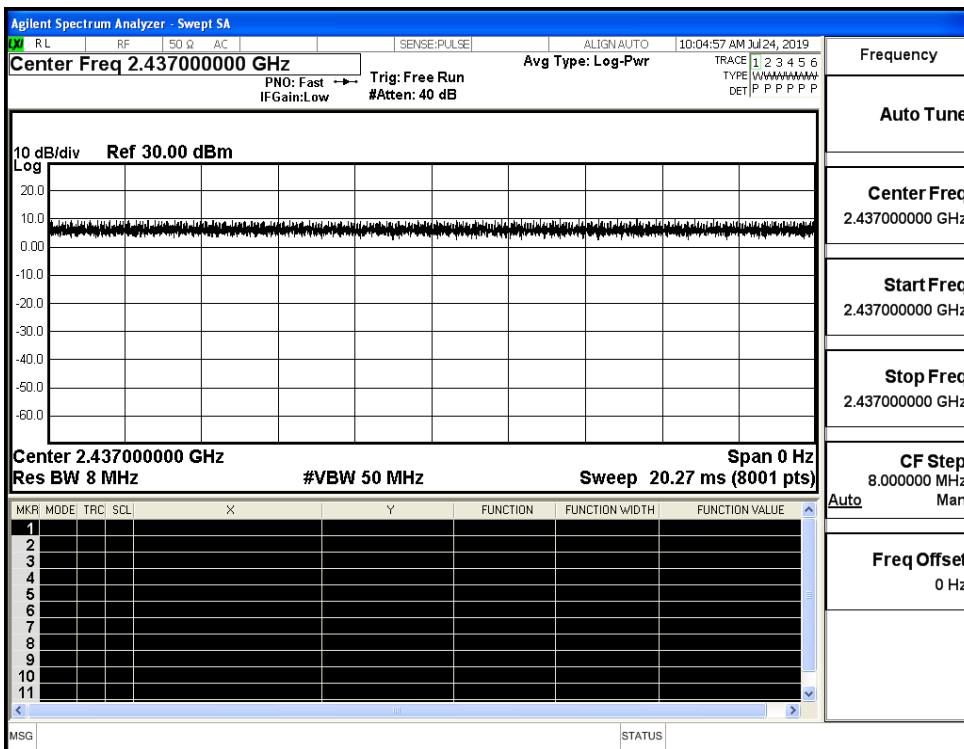 Agilent Spectrum Analyzer - Swept SA
LXI RL RF 50 Ω AC SENSE:PULSE ALIGN AUTO 10:04:57 AM Jul 24, 2019
Center Freq 2.437000000 GHz
PNO: Fast
IFGain:Low
Trig: Free Run
#Atten: 40 dB
Avg Type: Log-Pwr
TRACE 1 2 3 4 5 6
TYPE WWWWWW
DET P P P P P P
10 dB/div Ref 30.00 dBm
Log
20.0
10.0
0.00
-10.0
-20.0
-30.0
-40.0
-50.0
-60.0
Center 2.437000000 GHz Span 0 Hz
Res BW 8 MHz #VBW 50 MHz Sweep 20.27 ms (8001 pts)
MKR MODE TRC SCL X Y FUNCTION FUNCTION WIDTH FUNCTION VALUE
1
2
3
4
5
6
7
8
9
10
11
MSG STATUS
Frequency
Auto Tune
Center Freq
2.437000000 GHz
Start Freq
2.437000000 GHz
Stop Freq
2.437000000 GHz
CF Step
8.000000 MHz
Auto Man
Freq Offset
0 Hz